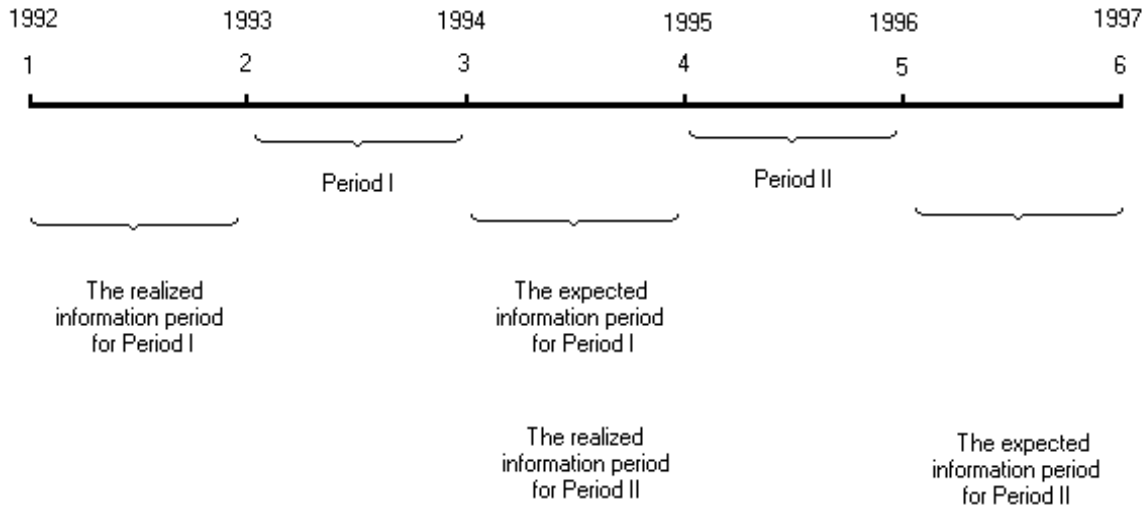 1992 1993 1994 1995 1996 1997
1 2 3 4 5 6
Period I Period II
The realized
information period
for Period I
The expected
information period
for Period I
The realized
information period
for Period II
The expected
information period
for Period II